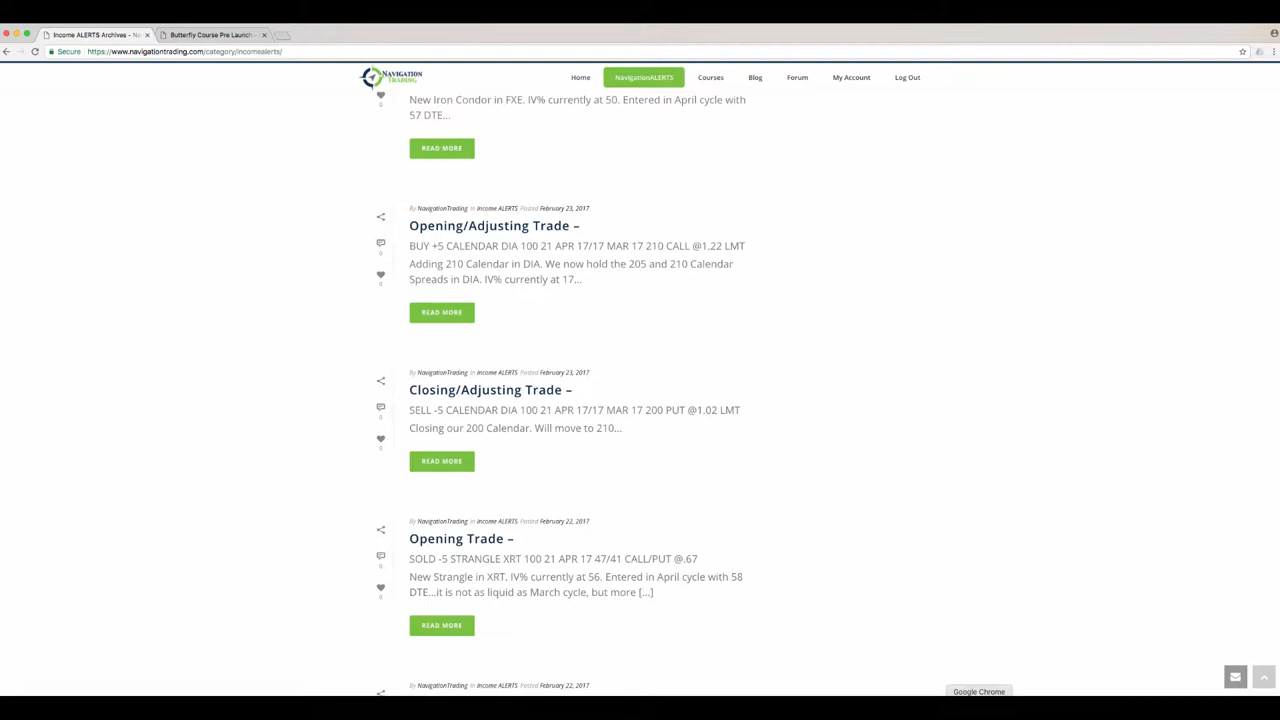 Income ALERTS Archives - Na
Butterfly Course Pre Launch -
Secure
https://www.navigationtrading.com/category/incomealerts/
NAVIGATION
TRADING
Home
NavigationALERTS
Courses
Blog
Forum
My Account
Log Out
0
New Iron Condor in FXE. IV% currently at 50. Entered in April cycle with
57 DTE...
READ MORE
By NavigationTrading In Income ALERTS Posted February 23, 2017
Opening/Adjusting Trade –
BUY +5 CALENDAR DIA 100 21 APR 17/17 MAR 17 210 CALL @1.22 LMT
0
Adding 210 Calendar in DIA. We now hold the 205 and 210 Calendar
Spreads in DIA. IV% currently at 17...
0
READ MORE
By NavigationTrading In Income ALERTS Posted February 23, 2017
Closing/Adjusting Trade –
SELL -5 CALENDAR DIA 100 21 APR 17/17 MAR 17 200 PUT @1.02 LMT
0
Closing our 200 Calendar. Will move to 210...
0
READ MORE
By NavigationTrading In Income ALERTS Posted February 22, 2017
Opening Trade –
SOLD -5 STRANGLE XRT 100 21 APR 17 47/41 CALL/PUT @.67
0
New Strangle in XRT. IV% currently at 56. Entered in April cycle with 58
DTE...it is not as liquid as March cycle, but more [...]
0
READ MORE
By NavigationTrading In Income ALERTS Posted February 22, 2017
Google Chrome